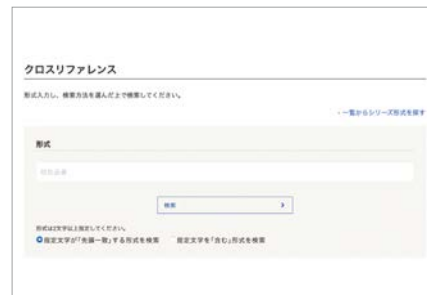 クロスリファレンス
形式入力し、検索方法を選んだ上で検索してください。
一覧からシリーズ形式を探す
形式
検索
形式は2文字以上指定してください。
指定文字が「先頭一致」する形式を検索 指定文字を「含む」形式を検索